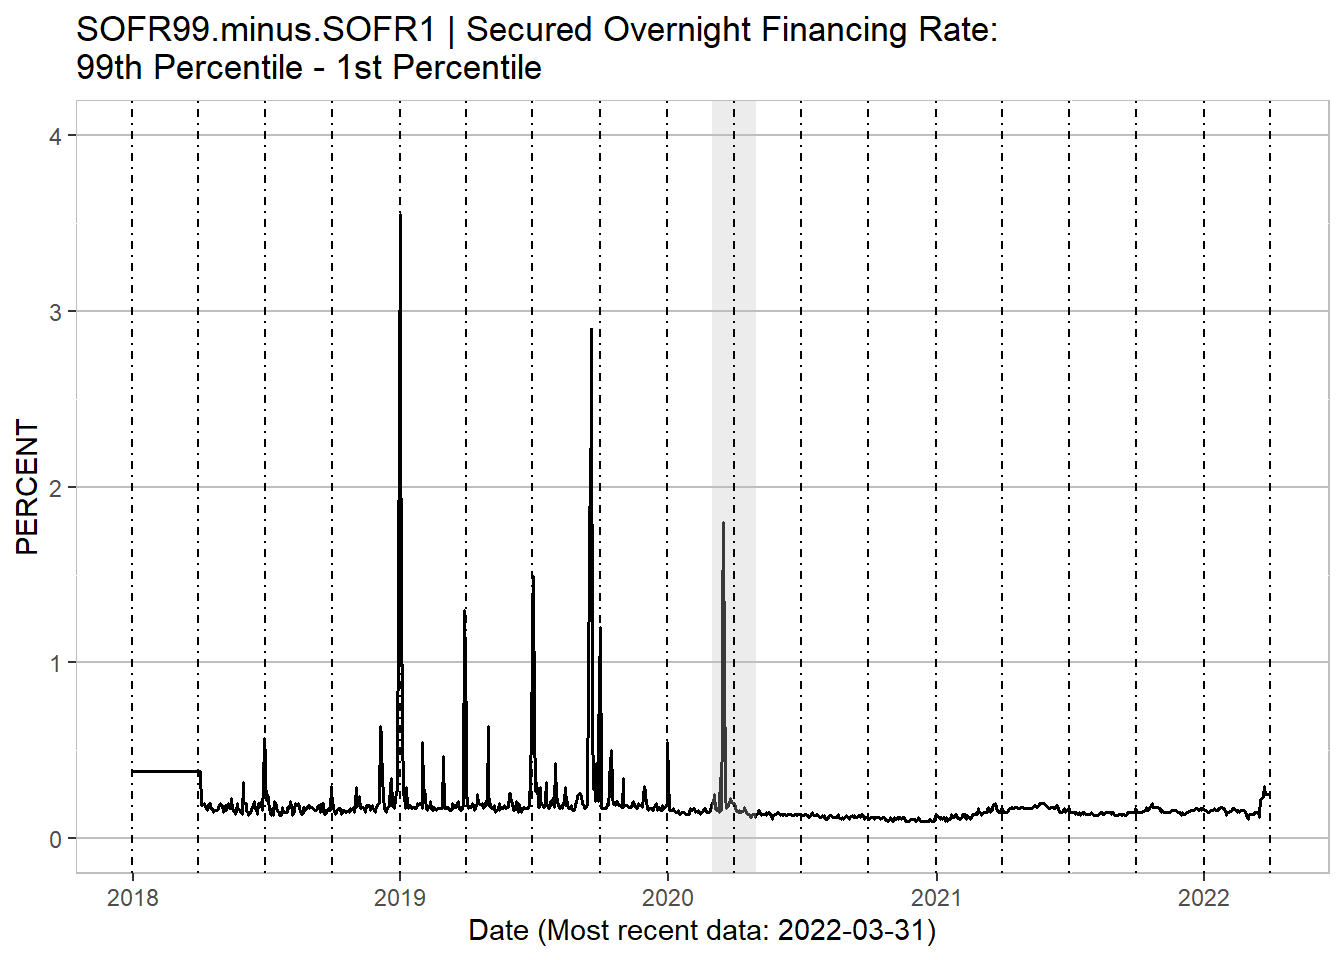 SOFR99.minus.SOFR1 | Secured Overnight Financing Rate:
99th Percentile - 1st Percentile
PERCENT
4
3
2
1
0
2018 2019 2020 2021 2022
Date (Most recent data: 2022-03-31)